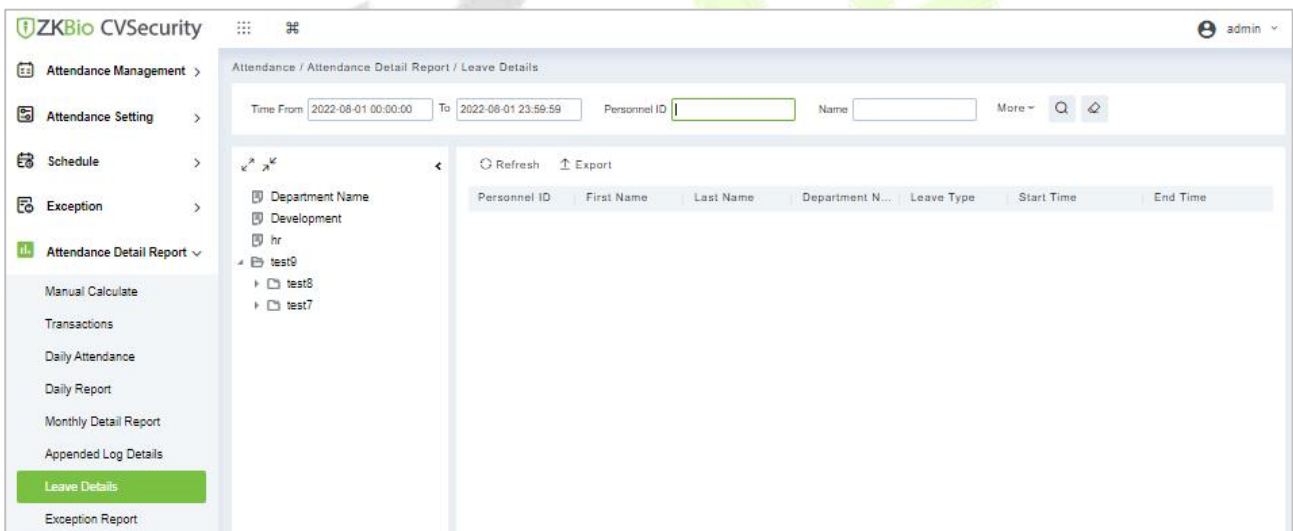 ZKBio CVSecurity
admin
Attendance Management
Attendance Setting
Schedule
Exception
Attendance Detail Report
Manual Calculate
Transactions
Daily Attendance
Daily Report
Monthly Detail Report
Appended Log Details
Leave Details
Exception Report
Attendance / Attendance Detail Report / Leave Details
Time From 2022-08-01 00:00:00 To 2022-08-01 23:59:59 Personnel ID Name More
Department Name
Development
hr
test9
test8
test7
Refresh Export
Personnel ID First Name Last Name Department N... Leave Type Start Time End Time